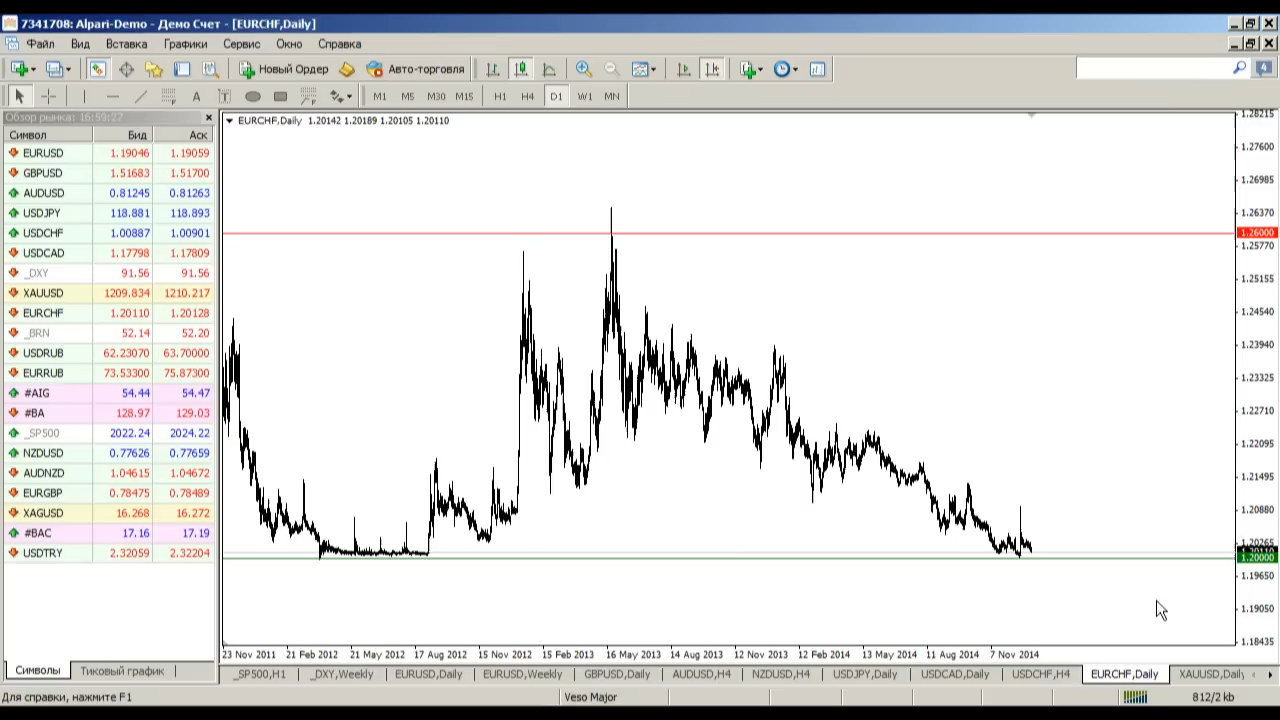 7341708: Alpari-Demo - Демо Счет - [EURCHF,Daily]
Файл Вид Вставка Графики Сервис Окно Справка
Новый Ордер Авто-торговля 4
A T M1 M5 M30 M15 H1 H4 D1 W1 MN
Обзор рынка: 16:59:27
Символ Бид Аск
EURUSD 1.19046 1.19059
GBPUSD 1.51683 1.51700
AUDUSD 0.81245 0.81263
USDJPY 118.881 118.893
USDCHF 1.00887 1.00901
USDCAD 1.17798 1.17809
_DXY 91.56 91.56
XAUUSD 1209.834 1210.217
EURCHF 1.20110 1.20128
_BRN 52.14 52.20
USDRUB 62.23070 63.70000
EURRUB 73.53300 75.87300
#AIG 54.44 54.47
#BA 128.97 129.03
_SP500 2022.24 2024.22
NZDUSD 0.77626 0.77659
AUDNZD 1.04615 1.04672
EURGBP 0.78475 0.78489
XAGUSD 16.268 16.272
#BAC 17.16 17.19
USDTRY 2.32059 2.32204
Символы Тиковый график
EURCHF,Daily 1.20142 1.20189 1.20105 1.20110
1.28215
1.27600
1.26985
1.26370
1.26000
1.25770
1.25155
1.24540
1.23940
1.23325
1.22710
1.22095
1.21495
1.20880
1.20265
1.20000
1.19650
1.19050
1.18435
23 Nov 2011 21 Feb 2012 21 May 2012 17 Aug 2012 15 Nov 2012 15 Feb 2013 16 May 2013 14 Aug 2013 12 Nov 2013 12 Feb 2014 13 May 2014 11 Aug 2014 7 Nov 2014
_SP500,H1 _DXY,Weekly EURUSD,Daily EURUSD,Weekly GBPUSD,Daily AUDUSD,H4 NZDUSD,H4 USDJPY,Daily USDCAD,Daily USDCHF,H4 EURCHF,Daily XAUUSD,Daily
Для справки, нажмите F1 Veso Major 812/2 kb